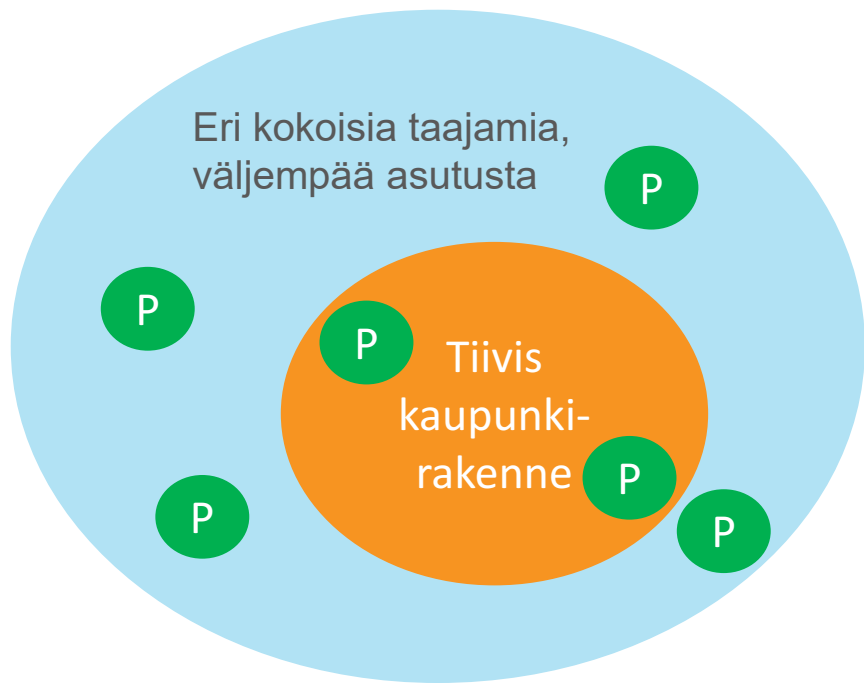 Eri kokoisia taajamia,
väljempää asutusta
P
P
P
Tiivis
kaupunki-
rakenne
P
P
P